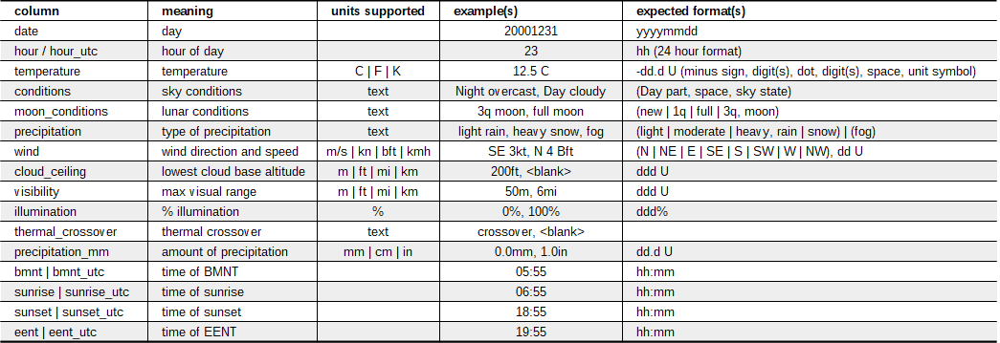 column meaning units supported example(s) expected format(s)
date day 20001231 yyyymmdd
hour / hour_utc hour of day 23 hh (24 hour format)
temperature temperature C | F | K 12.5 C -dd.d U (minus sign, digit(s), dot, digit(s), space, unit symbol)
conditions sky conditions text Night overcast, Day cloudy (Day part, space, sky state)
moon_conditions lunar conditions text 3q moon, full moon (new | 1q | full | 3q, moon)
precipitation type of precipitation text light rain, heavy snow, fog (light | moderate | heavy, rain | snow) | (fog)
wind wind direction and speed m/s | kn | bft | kmh SE 3kt, N 4 Bft (N | NE | E | SE | S | SW | W | NW), dd U
cloud_ceiling lowest cloud base altitude m | ft | mi | km 200ft, <blank> ddd U
visibility max visual range m | ft | mi | km 50m, 6mi ddd U
illumination % illumination % 0%, 100% ddd%
thermal_crossover thermal crossover text crossover, <blank>
precipitation_mm amount of precipitation mm | cm | in 0.0mm, 1.0in dd.d U
bmnt | bmnt_utc time of BMNT 05:55 hh:mm
sunrise | sunrise_utc time of sunrise 06:55 hh:mm
sunset | sunset_utc time of sunset 18:55 hh:mm
eent | eent_utc time of EENT 19:55 hh:mm